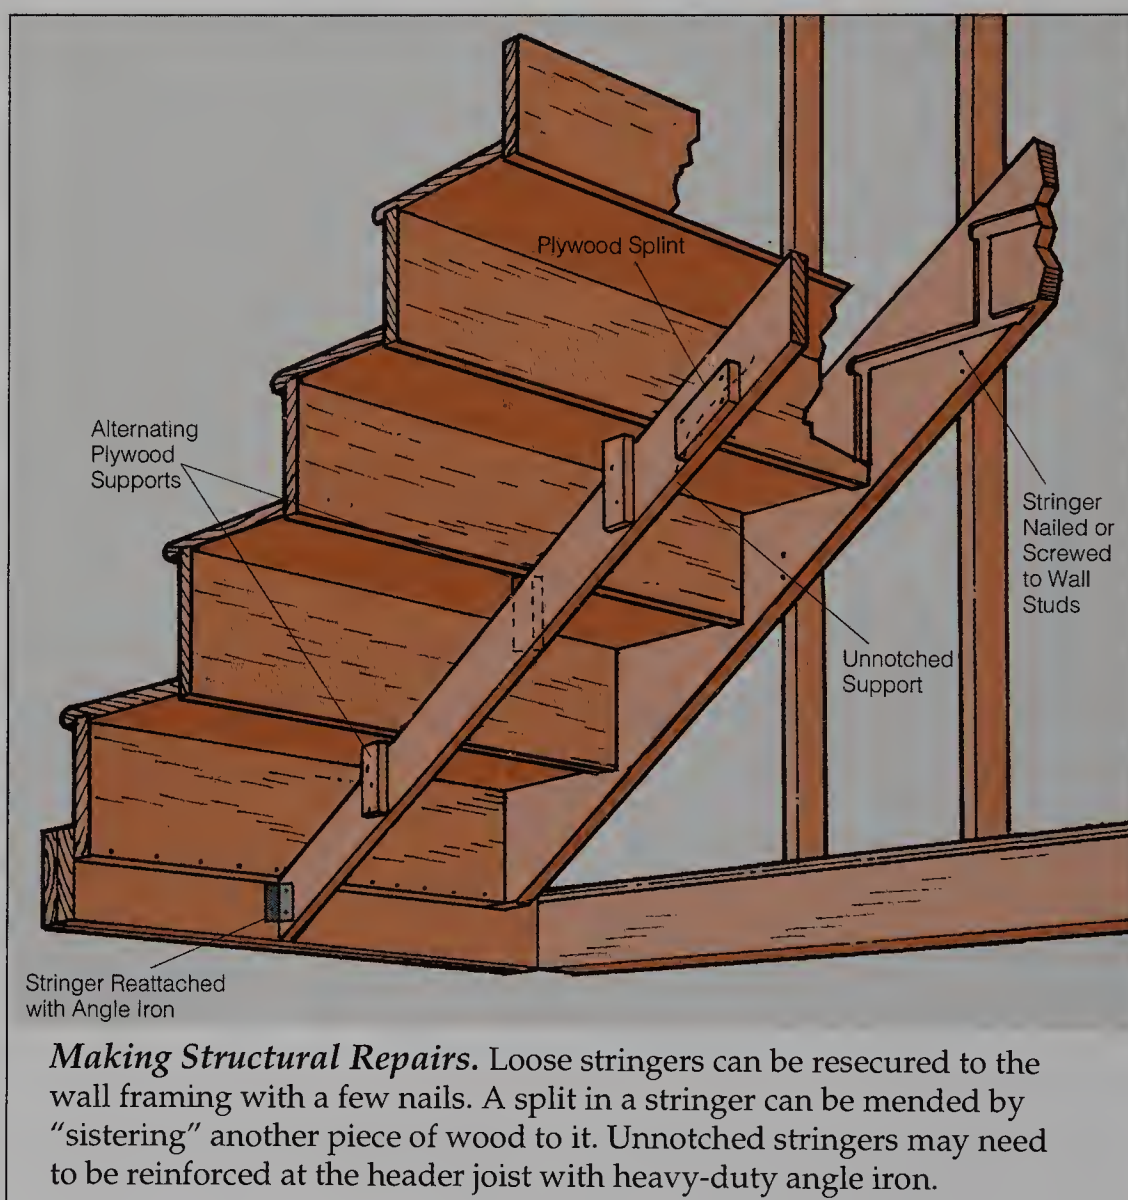 Plywood Splint
Alternating
Plywood
Supports
Stringer
Nailed or
Screwed
to Wall
Studs
Unnotched
Support
Stringer Reattached
with Angle Iron
Making Structural Repairs. Loose stringers can be resecured to the
wall framing with a few nails. A split in a stringer can be mended by
"sistering" another piece of wood to it. Unnotched stringers may need
to be reinforced at the header joist with heavy-duty angle iron.